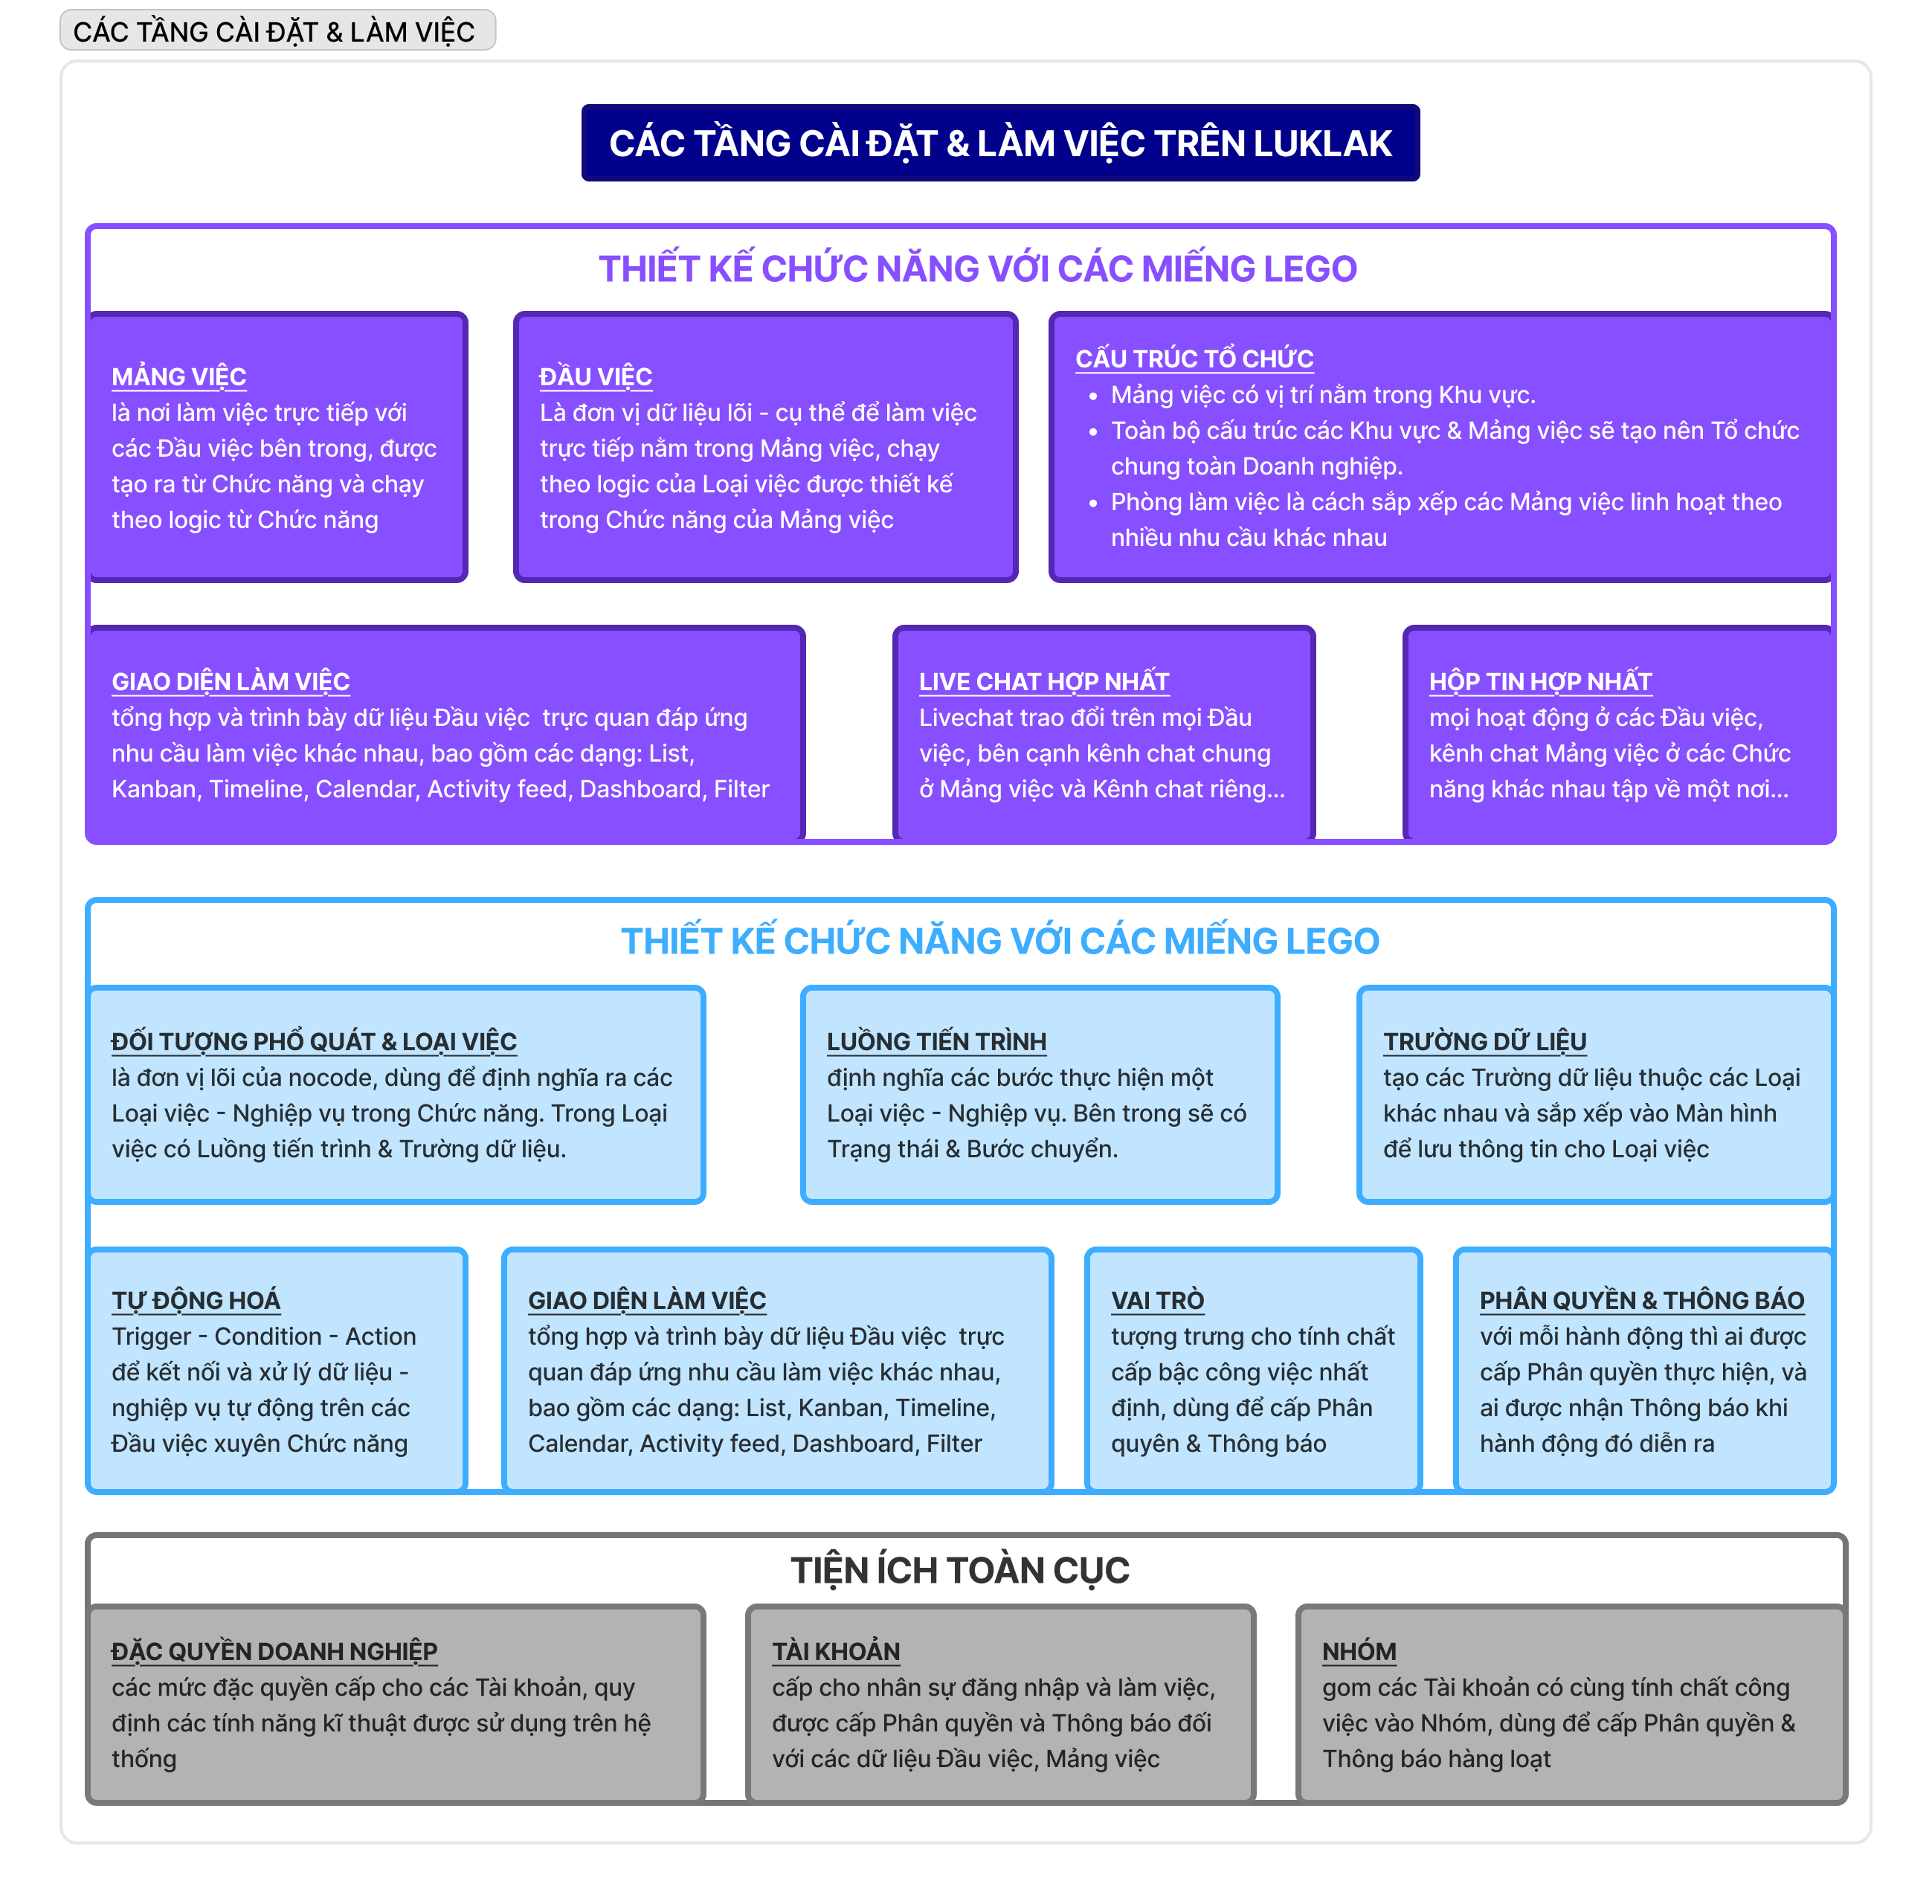 CÁC TẦNG CÀI ĐẶT & LÀM VIỆC
CÁC TẦNG CÀI ĐẶT & LÀM VIỆC TRÊN LUKLAK
THIẾT KẾ CHỨC NĂNG VỚI CÁC MIẾNG LEGO
MẢNG VIỆC
là nơi làm việc trực tiếp với
các Đầu việc bên trong, được
tạo ra từ Chức năng và chạy
theo logic từ Chức năng
ĐẦU VIỆC
Là đơn vị dữ liệu lõi - cụ thể để làm việc
trực tiếp nằm trong Mảng việc, chạy
theo logic của Loại việc được thiết kế
trong Chức năng của Mảng việc
CẤU TRÚC TỔ CHỨC
• Mảng việc có vị trí nằm trong Khu vực.
• Toàn bộ cấu trúc các Khu vực & Mảng việc sẽ tạo nên Tổ chức
chung toàn Doanh nghiệp.
• Phòng làm việc là cách sắp xếp các Mảng việc linh hoạt theo
nhiều nhu cầu khác nhau
GIAO DIỆN LÀM VIỆC
tổng hợp và trình bày dữ liệu Đầu việc  trực quan đáp ứng
nhu cầu làm việc khác nhau, bao gồm các dạng: List,
Kanban, Timeline, Calendar, Activity feed, Dashboard, Filter
LIVE CHAT HỢP NHẤT
Livechat trao đổi trên mọi Đầu
việc, bên cạnh kênh chat chung
ở Mảng việc và Kênh chat riêng...
HỘP TIN HỢP NHẤT
mọi hoạt động ở các Đầu việc,
kênh chat Mảng việc ở các Chức
năng khác nhau tập về một nơi...
THIẾT KẾ CHỨC NĂNG VỚI CÁC MIẾNG LEGO
ĐỐI TƯỢNG PHỔ QUÁT & LOẠI VIỆC
là đơn vị lõi của nocode, dùng để định nghĩa ra các
Loại việc - Nghiệp vụ trong Chức năng. Trong Loại
việc có Luồng tiến trình & Trường dữ liệu.
LUỒNG TIẾN TRÌNH
định nghĩa các bước thực hiện một
Loại việc - Nghiệp vụ. Bên trong sẽ có
Trạng thái & Bước chuyển.
TRƯỜNG DỮ LIỆU
tạo các Trường dữ liệu thuộc các Loại
khác nhau và sắp xếp vào Màn hình
để lưu thông tin cho Loại việc
TỰ ĐỘNG HOÁ
Trigger - Condition - Action
để kết nối và xử lý dữ liệu -
nghiệp vụ tự động trên các
Đầu việc xuyên Chức năng
GIAO DIỆN LÀM VIỆC
tổng hợp và trình bày dữ liệu Đầu việc  trực
quan đáp ứng nhu cầu làm việc khác nhau,
bao gồm các dạng: List, Kanban, Timeline,
Calendar, Activity feed, Dashboard, Filter
VAI TRÒ
tượng trưng cho tính chất
cấp bậc công việc nhất
định, dùng để cấp Phân
quyên & Thông báo
PHÂN QUYỀN & THÔNG BÁO
với mỗi hành động thì ai được
cấp Phân quyền thực hiện, và
ai được nhận Thông báo khi
hành động đó diễn ra
TIỆN ÍCH TOÀN CỤC
ĐẶC QUYỀN DOANH NGHIỆP
các mức đặc quyền cấp cho các Tài khoản, quy
định các tính năng kĩ thuật được sử dụng trên hệ
thống
TÀI KHOẢN
cấp cho nhân sự đăng nhập và làm việc,
được cấp Phân quyền và Thông báo đối
với các dữ liệu Đầu việc, Mảng việc
NHÓM
gom các Tài khoản có cùng tính chất công
việc vào Nhóm, dùng để cấp Phân quyền &
Thông báo hàng loạt